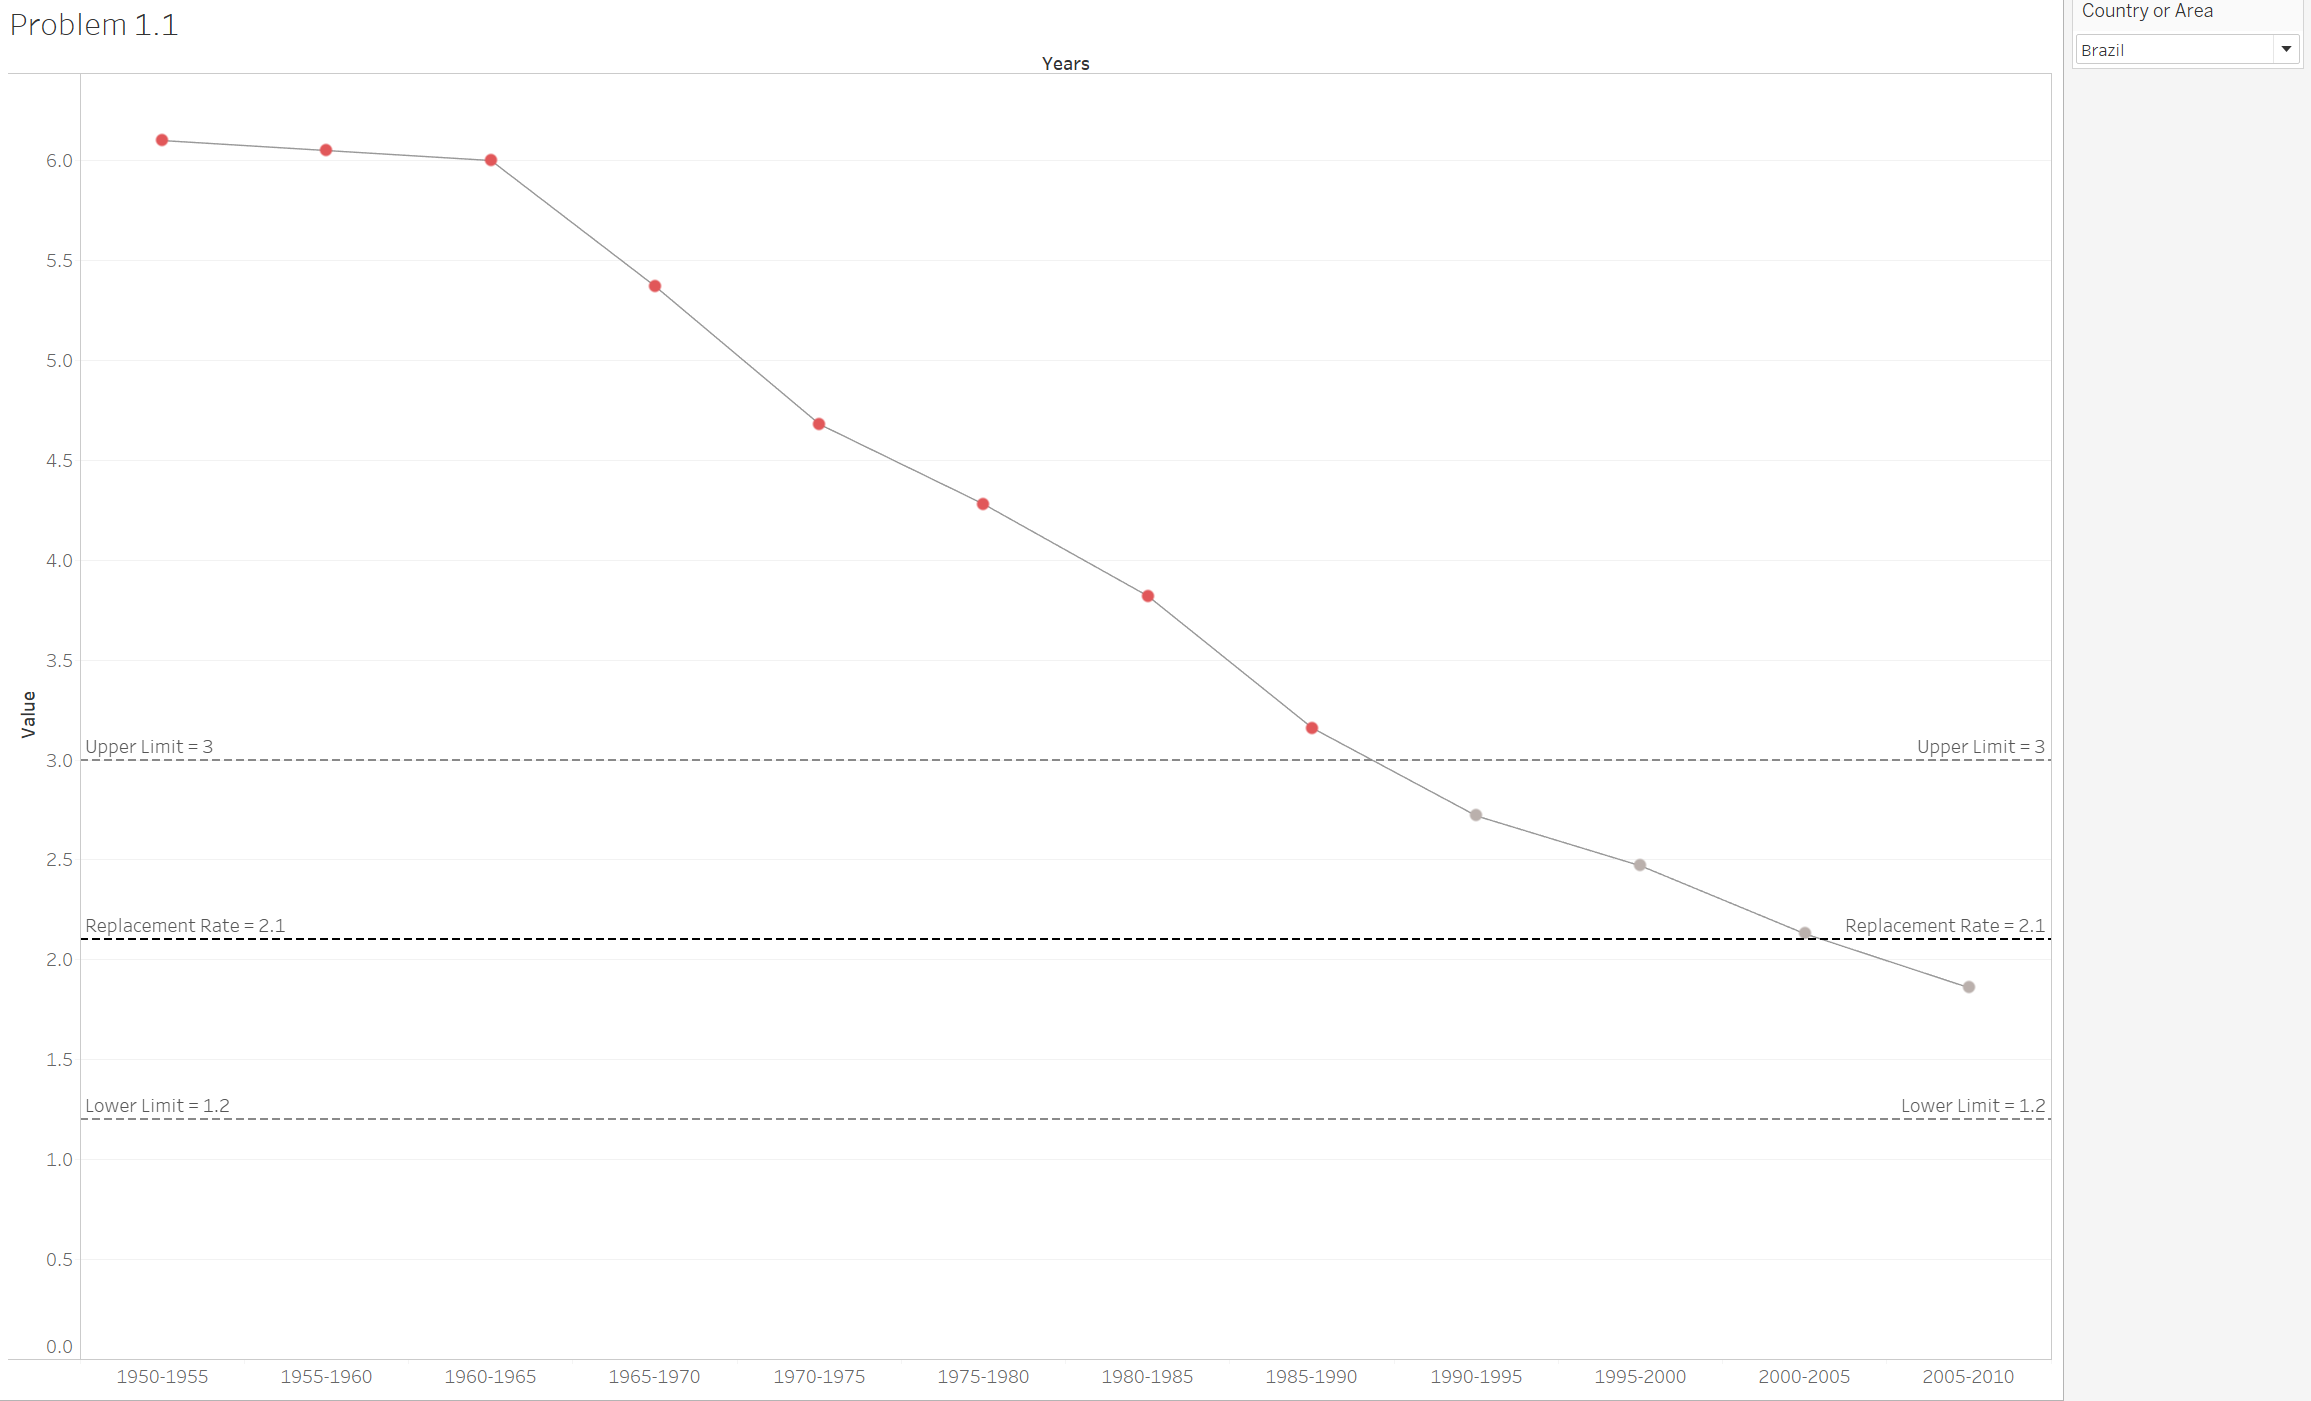 Problem 1.1
Country or Area
Brazil
Years
6.0
5.5
5.0
4.5
4.0
3.5
Value
Upper Limit = 3 Upper Limit = 3
3.0
2.5
Replacement Rate = 2.1 Replacement Rate = 2.1
2.0
1.5
Lower Limit = 1.2 Lower Limit = 1.2
1.0
0.5
0.0
1950-1955 1955-1960 1960-1965 1965-1970 1970-1975 1975-1980 1980-1985 1985-1990 1990-1995 1995-2000 2000-2005 2005-2010